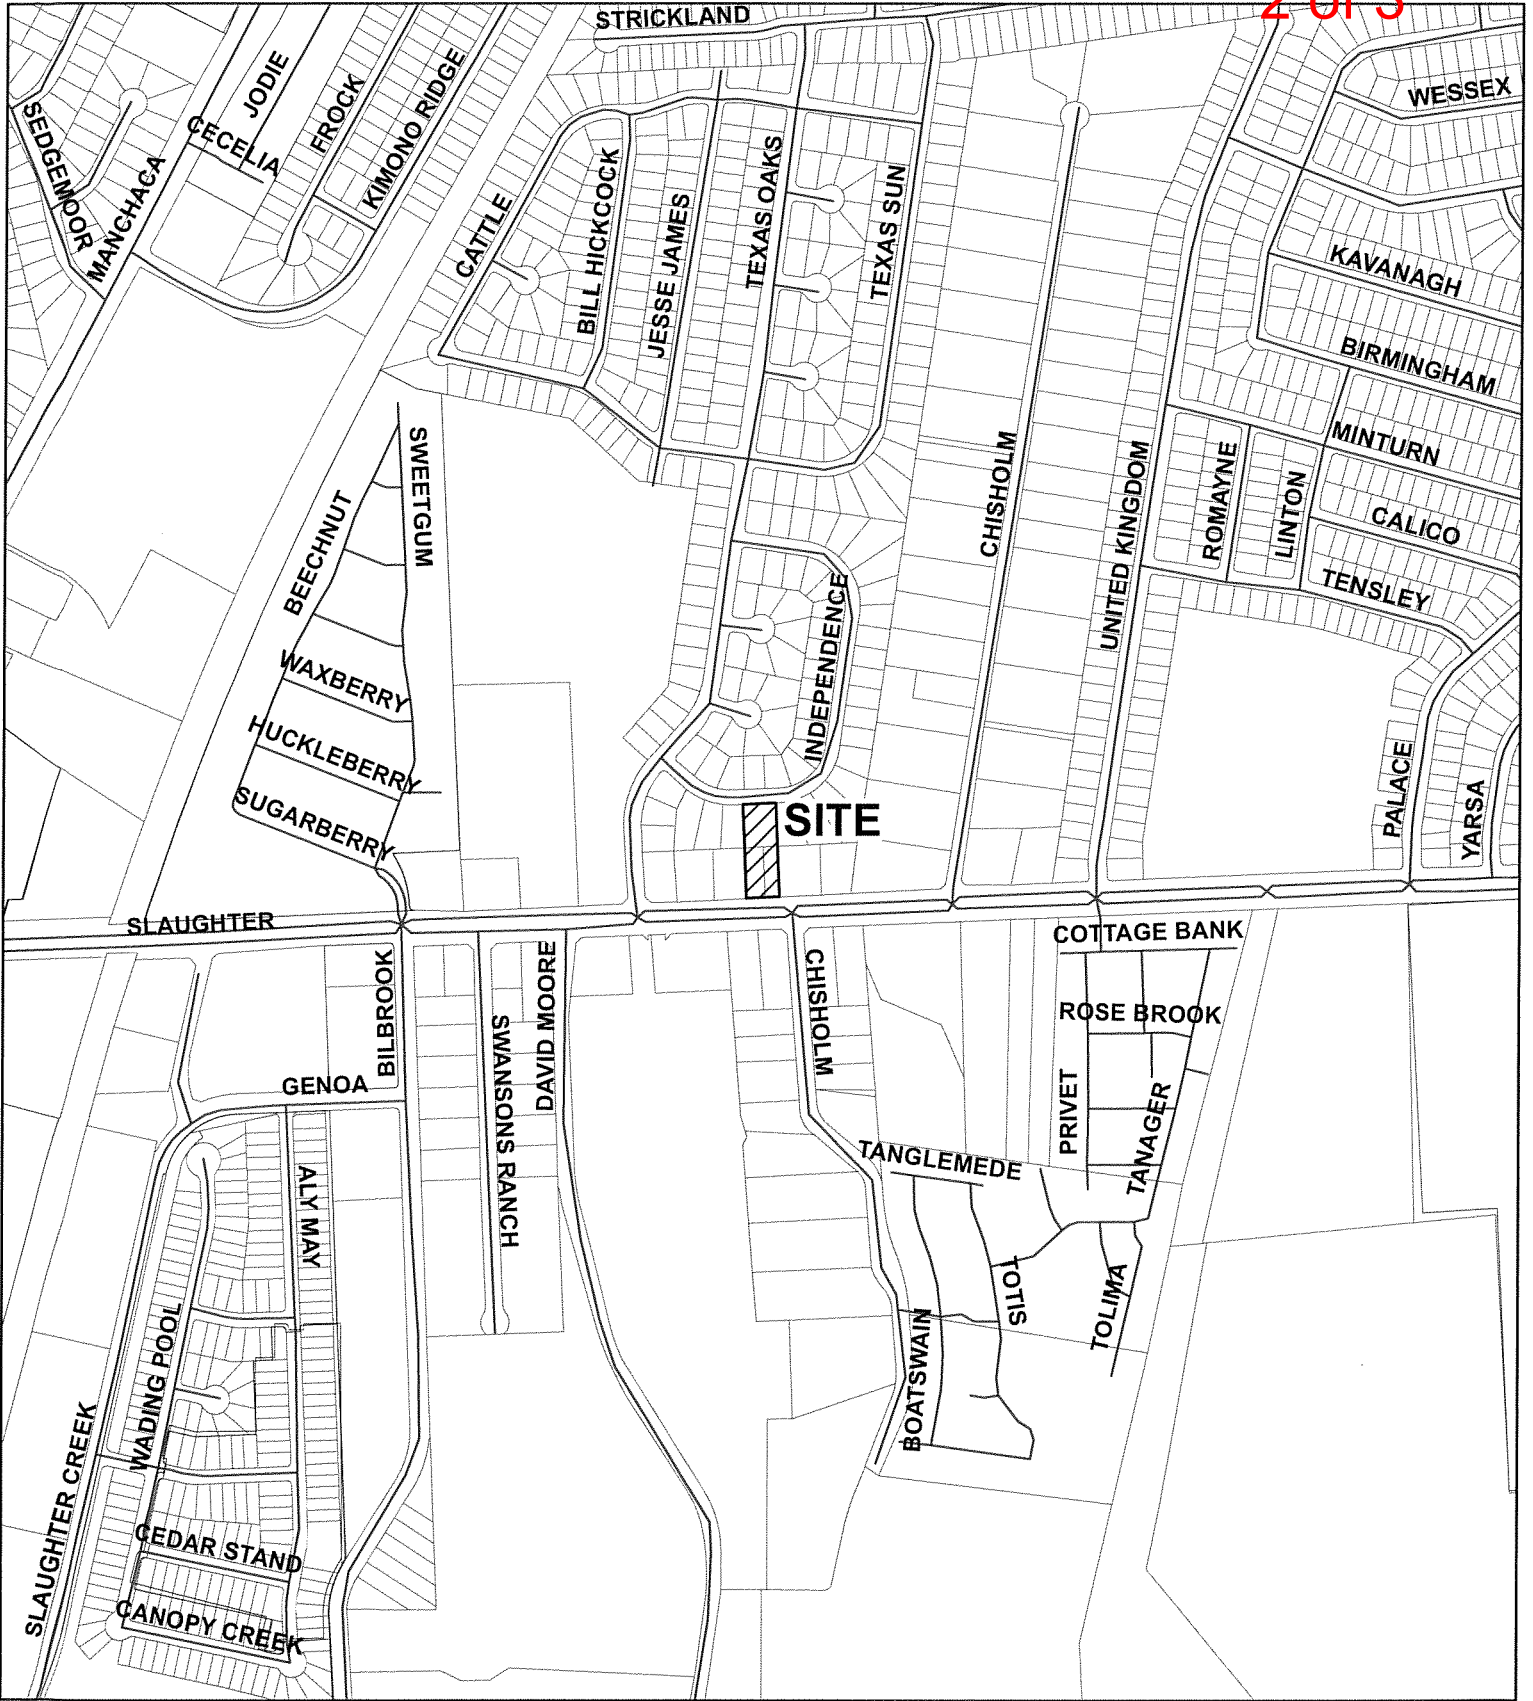 2 of 3
STRICKLAND
JODIE
FROCK
KIMONO RIDGE
WESSEX
SEDGEMOOR
CECELIA
MANCHACA
CATTLE
BILL HICKCOCK
JESSE JAMES
TEXAS OAKS
TEXAS SUN
KAVANAGH
BIRMINGHAM
MINTURN
SWEETGUM
BEECHNUT
CHISHOLM
UNITED KINGDOM
ROMAYNE
LINTON
CALICO
TENSLEY
INDEPENDENCE
WAXBERRY
HUCKLEBERRY
SUGARBERRY
SITE
PALACE
YARSA
SLAUGHTER
COTTAGE BANK
BILBROOK
SWANSONS RANCH
DAVID MOORE
CHISHOLM
ROSE BROOK
GENOA
PRIVET
TANAGER
TANGLEMEDE
ALY MAY
TOTIS
TOLIMA
WADING POOL
BOATSWAIN
SLAUGHTER CREEK
CEDAR STAND
CANOPY CREEK